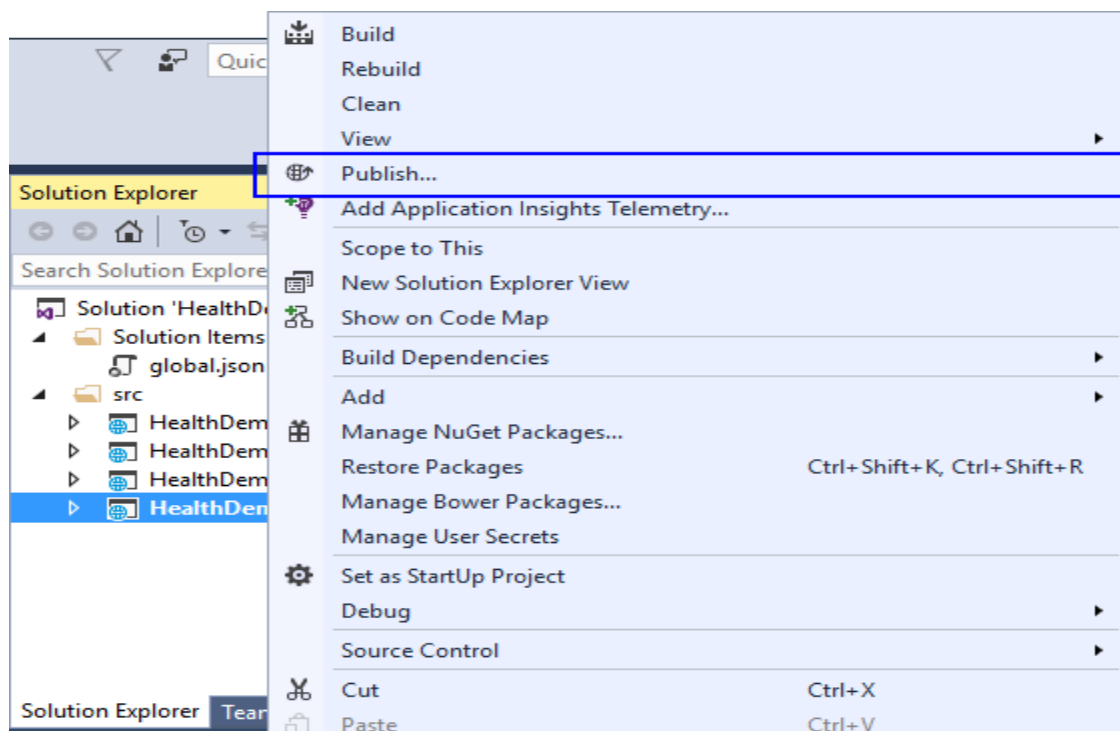 Quic
Solution Explorer
Search Solution Explore
Solution 'HealthD
Solution Items
global.json
src
HealthDem
HealthDem
HealthDem
HealthDem
Solution Explorer
Tear
Build
Rebuild
Clean
View
Publish...
Add Application Insights Telemetry...
Scope to This
New Solution Explorer View
Show on Code Map
Build Dependencies
Add
Manage NuGet Packages...
Restore Packages Ctrl+Shift+K, Ctrl+Shift+R
Manage Bower Packages...
Manage User Secrets
Set as StartUp Project
Debug
Source Control
Cut Ctrl+X
Paste Ctrl+V